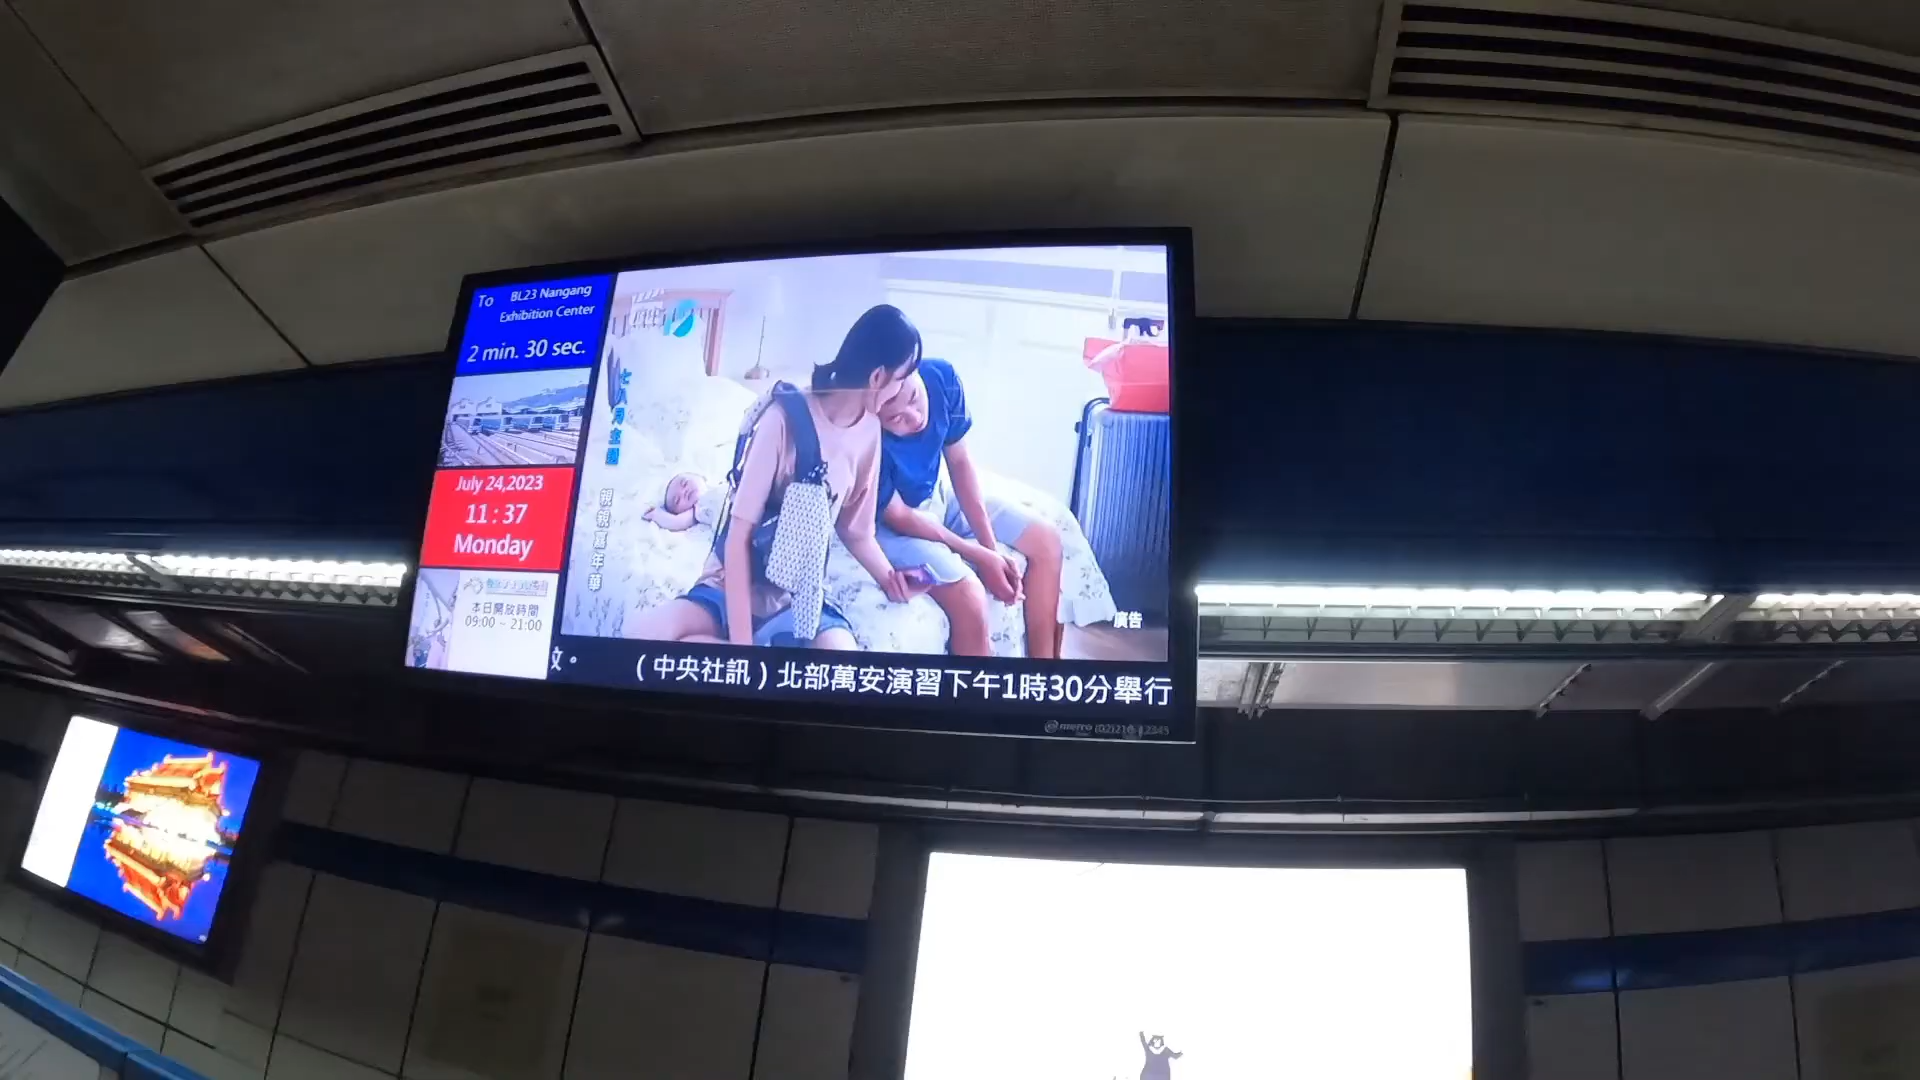 To BL23 Nangang
Exhibition Center
2 min. 30 sec.
July 24,2023
11:37
Monday
本日開放時間
09:00 ~ 21:00
七八月主題
親親嘉年華
廣告
。 (中央社訊) 北部萬安演習下午1時30分舉行